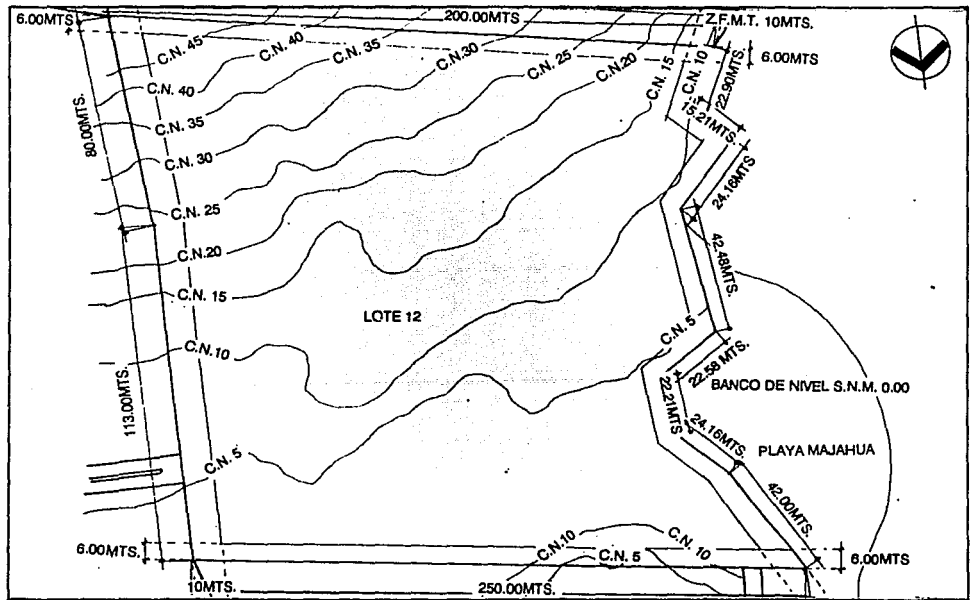 6.00MTS
200.00MTS
Z.F.M.T. 10MTS.
6.00MTS
C.N. 45
C.N. 40
C.N. 35
C.N.30
C.N. 25
C.N.20
C.N. 15
C.N. 10
22.90MTS.
15.21MTS.
C.N. 40
C.N. 35
C.N. 30
C.N. 25
C.N.20
C.N. 15
C.N.10
C.N.5
80.00MTS.
113.00MTS.
24.16MTS
42.48MTS.
LOTE 12
C.N. 5
22.58 MTS.
BANCO DE NIVEL S.N.M. 0.00
22.21MTS
24.16MTS.
PLAYA MAJAHUA
42.00MTS.
6.00MTS.
C.N.10
C.N. 5
C.N. 10
6.00MTS
10MTS.
250.00MTS.